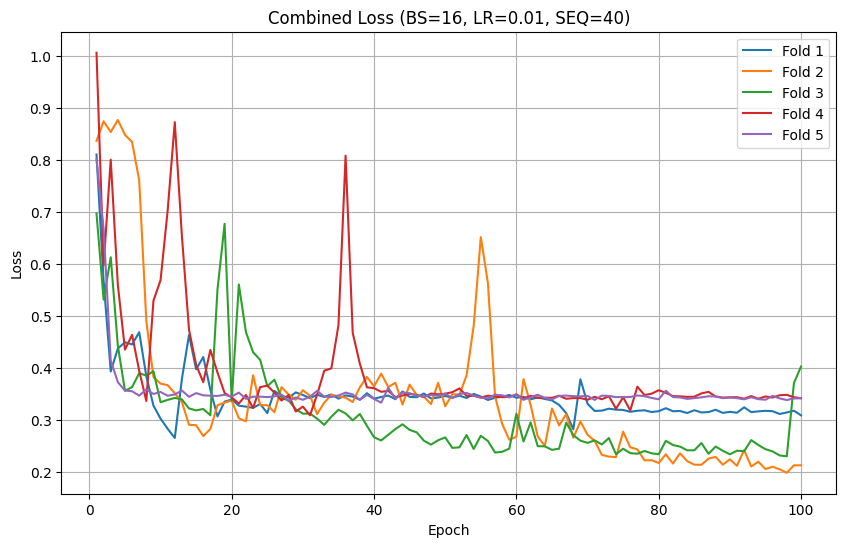 Combined Loss (BS=16, LR=0.01, SEQ=40)
Fold 1
Fold 2
Fold 3
Fold 4
Fold 5
Loss
1.0
0.9
0.8
0.7
0.6
0.5
0.4
0.3
0.2
0
20
40
60
80
100
Epoch